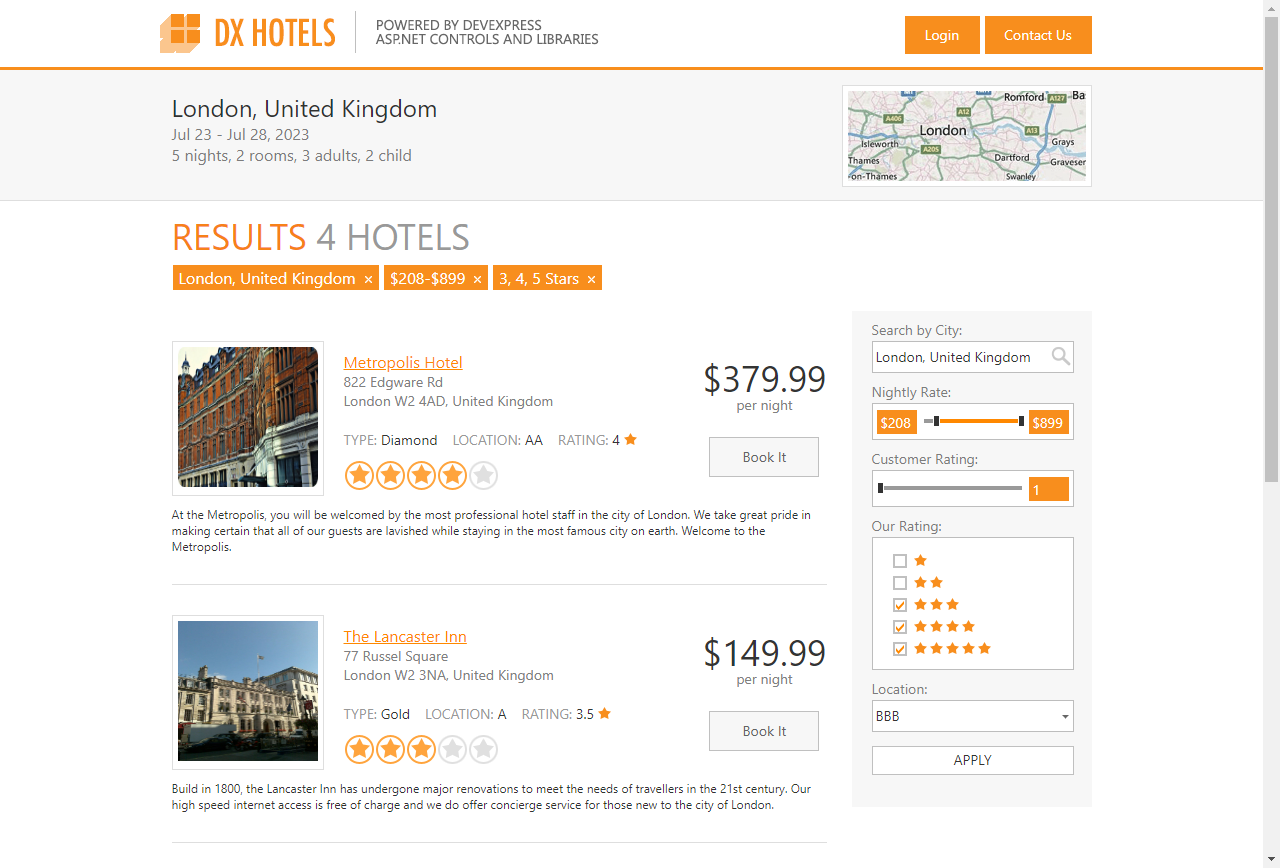 DX HOTELS
POWERED BY DEVEXPRESS
ASP.NET CONTROLS AND LIBRARIES
Login
Contact Us
London, United Kingdom
Jul 23 - Jul 28, 2023
5 nights, 2 rooms, 3 adults, 2 child
Romford
A127
Ba
A12
A406
London
A13
Isleworth
A205
Grays
Thames
Dartford
Gravesen
-on-Thames
Swanley
RESULTS 4 HOTELS
London, United Kingdom ×
$208-$899 ×
3, 4, 5 Stars ×
Metropolis Hotel
822 Edgware Rd
London W2 4AD, United Kingdom
TYPE: Diamond LOCATION: AA RATING: 4
$379.99
per night
Book It
At the Metropolis, you will be welcomed by the most professional hotel staff in the city of London. We take great pride in
making certain that all of our guests are lavished while staying in the most famous city on earth. Welcome to the
Metropolis.
The Lancaster Inn
77 Russel Square
London W2 3NA, United Kingdom
TYPE: Gold LOCATION: A RATING: 3.5
$149.99
per night
Book It
Build in 1800, the Lancaster Inn has undergone major renovations to meet the needs of travellers in the 21st century. Our
high speed internet access is free of charge and we do offer concierge service for those new to the city of London.
Search by City:
London, United Kingdom
Nightly Rate:
$208
$899
Customer Rating:
1
Our Rating:
Location:
BBB
APPLY